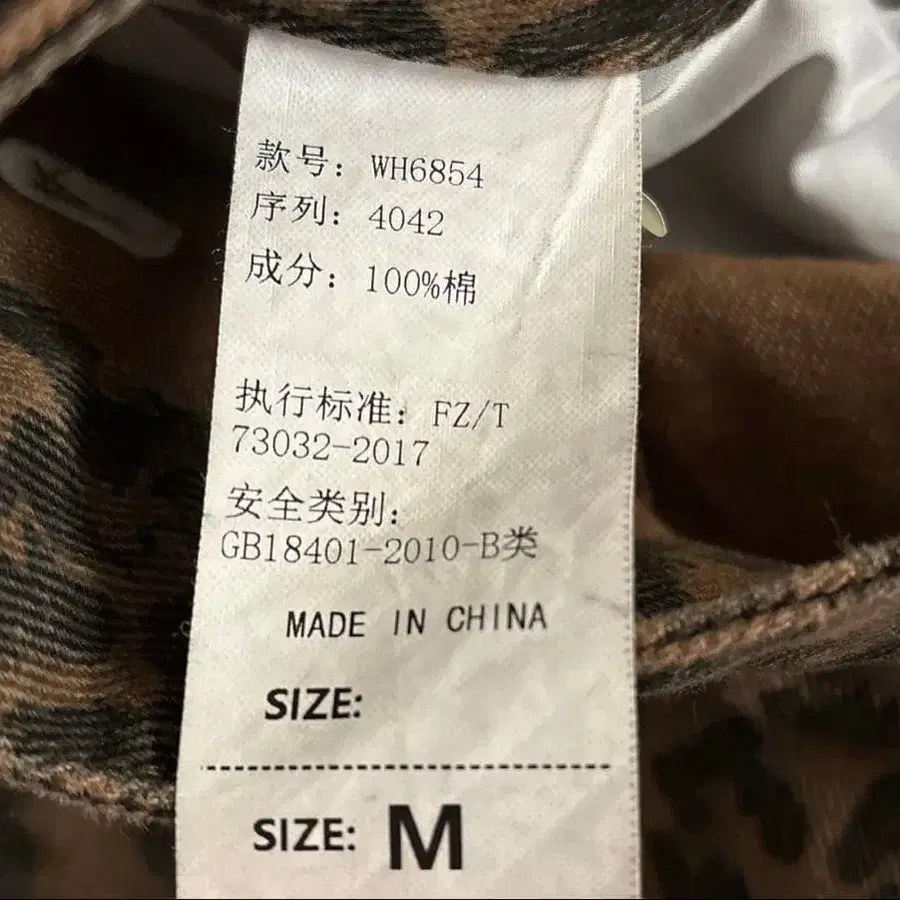 款号: WH6854
序列: 4042
成分: 100%棉
执行标准: FZ/T
73032-2017
安全类别:
GB18401-2010-B类
MADE IN CHINA
SIZE:
SIZE: M